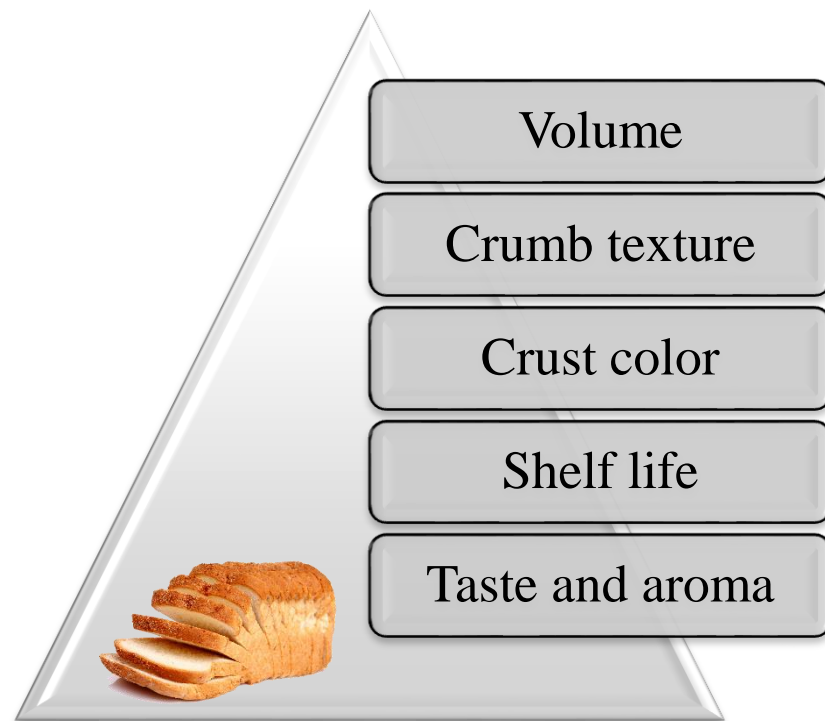 Volume
Crumb texture
Crust color
Shelf life
Taste and aroma